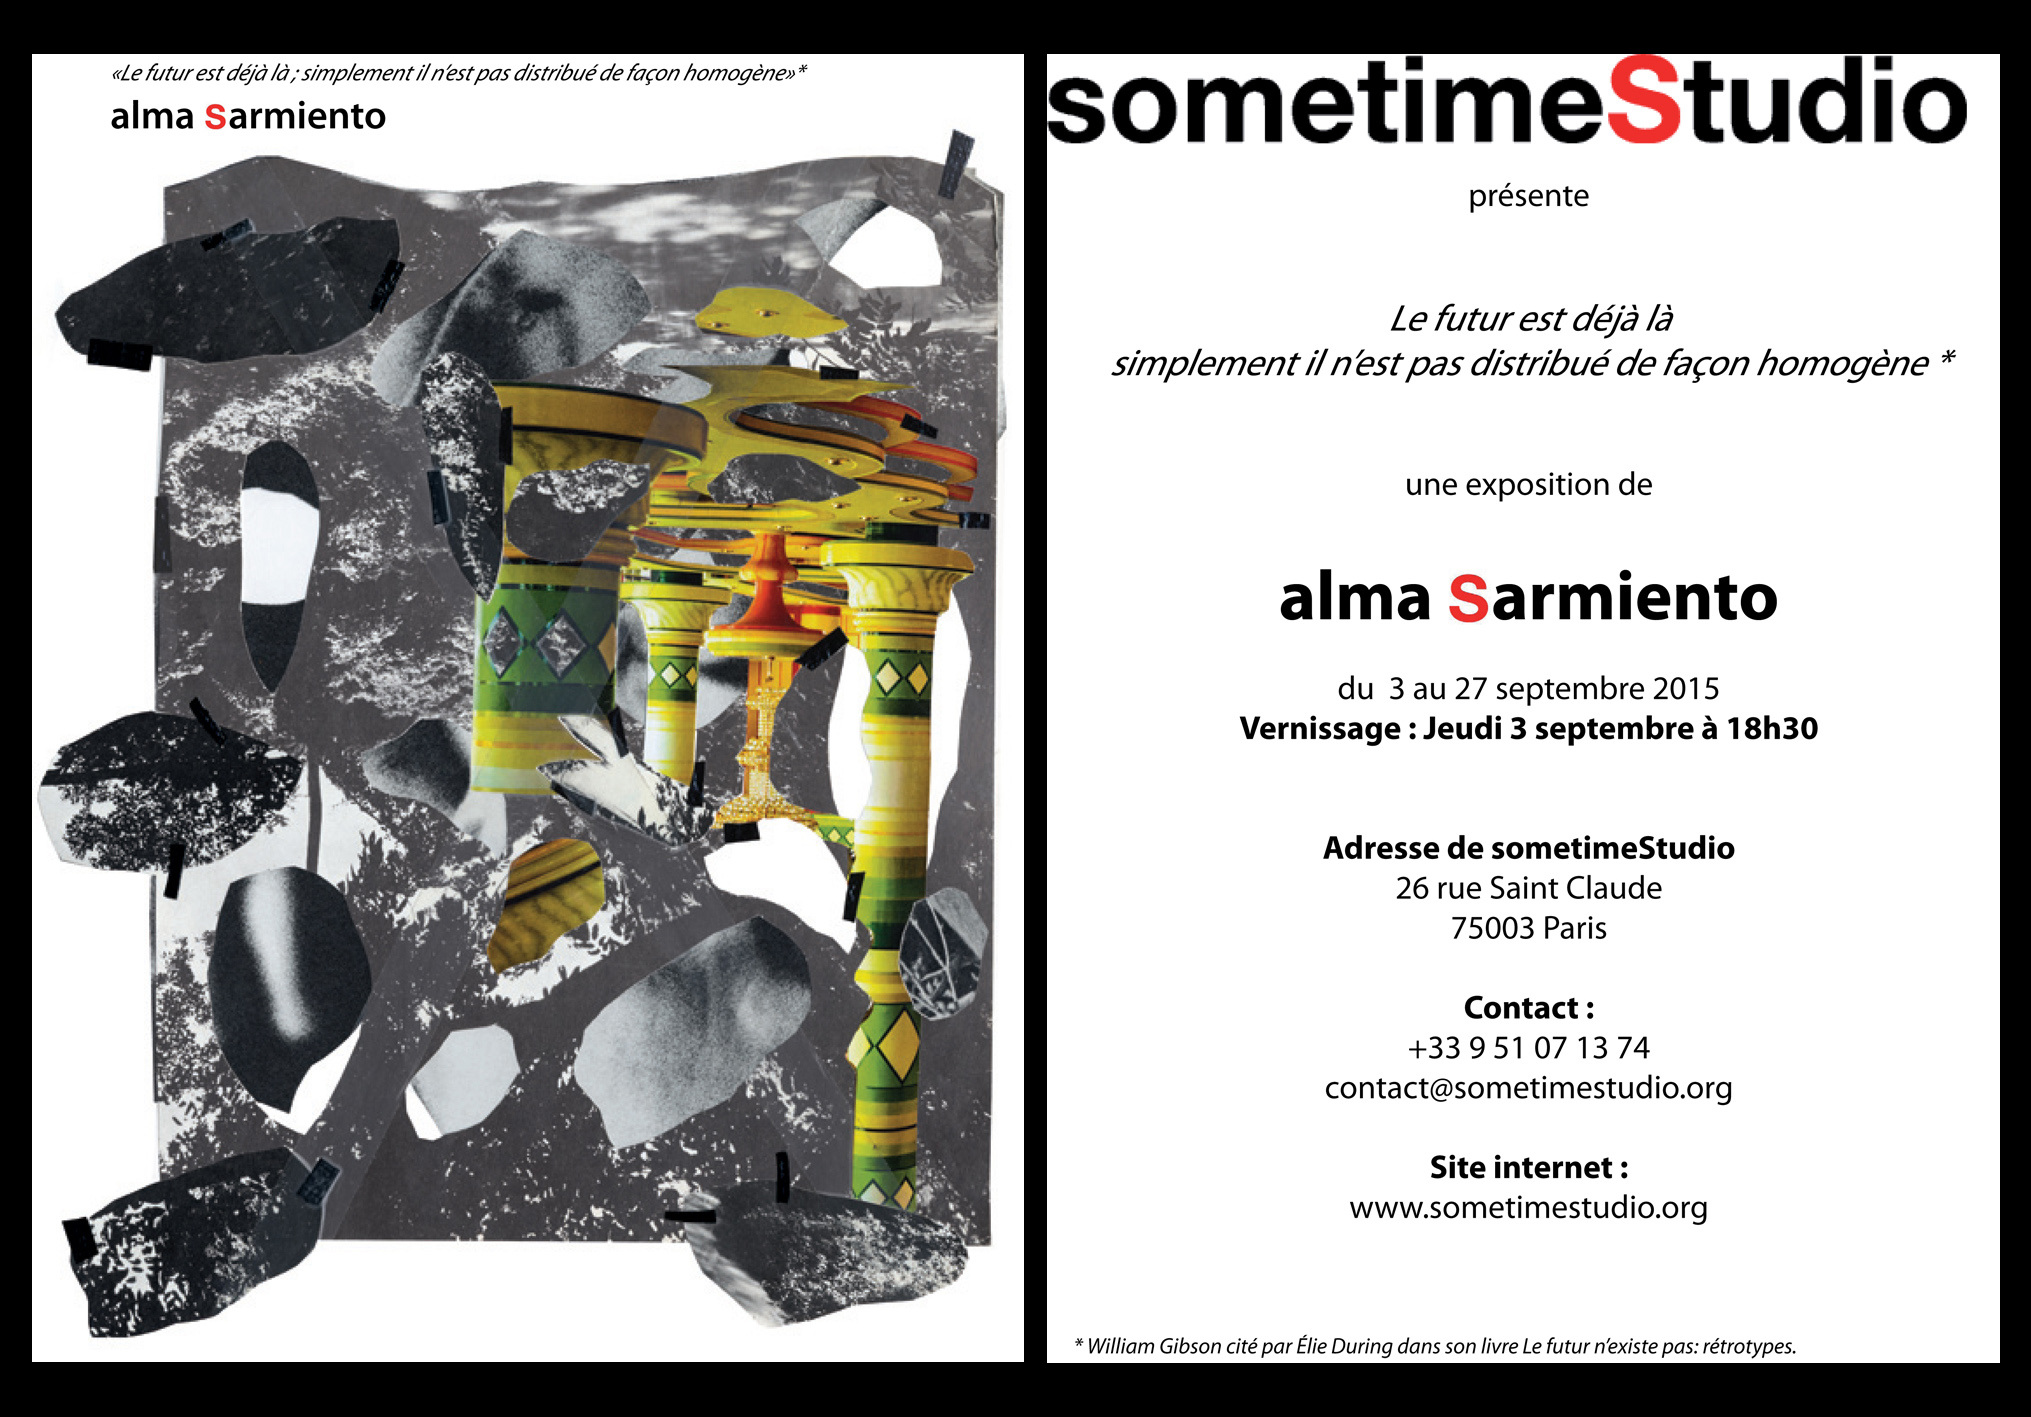 «Le futur est déjà là ; simplement il n'est pas distribué de façon homogène»*
alma Sarmiento
sometimeStudio
présente
Le futur est déjà là
simplement il n'est pas distribué de façon homogène *
une exposition de
alma Sarmiento
du 3 au 27 septembre 2015
Vernissage : Jeudi 3 septembre à 18h30
Adresse de sometimeStudio
26 rue Saint Claude
75003 Paris
Contact :
+33 9 51 07 13 74
contact@sometimestudio.org
Site internet :
www.sometimestudio.org
* William Gibson cité par Élie During dans son livre Le futur n'existe pas: rétrotypes.